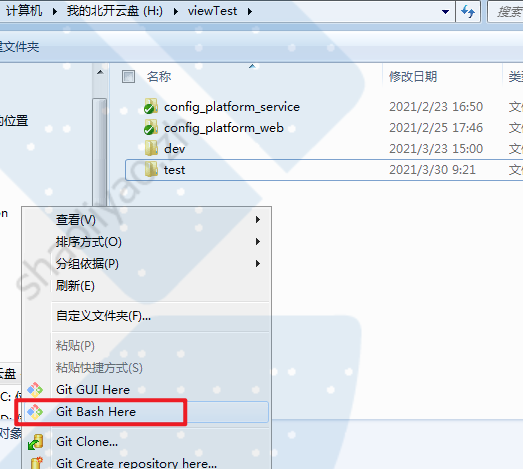 计算机 ▸ 我的北开云盘 (H:) ▸ viewTest ▸ 搜索
文件夹
名称 修改日期 类
的位置
config_platform_service 2021/2/23 16:50 文
config_platform_web 2021/2/25 17:46 文
dev 2021/3/23 15:00 文
test 2021/3/30 9:21 文
on
查看(V)
排序方式(O)
分组依据(P)
刷新(E)
自定义文件夹(F)...
粘贴(P)
粘贴快捷方式(S)
云盘
Git GUI Here
C:
Git Bash Here
D:
对象
Git Clone...
Git Create repository here...